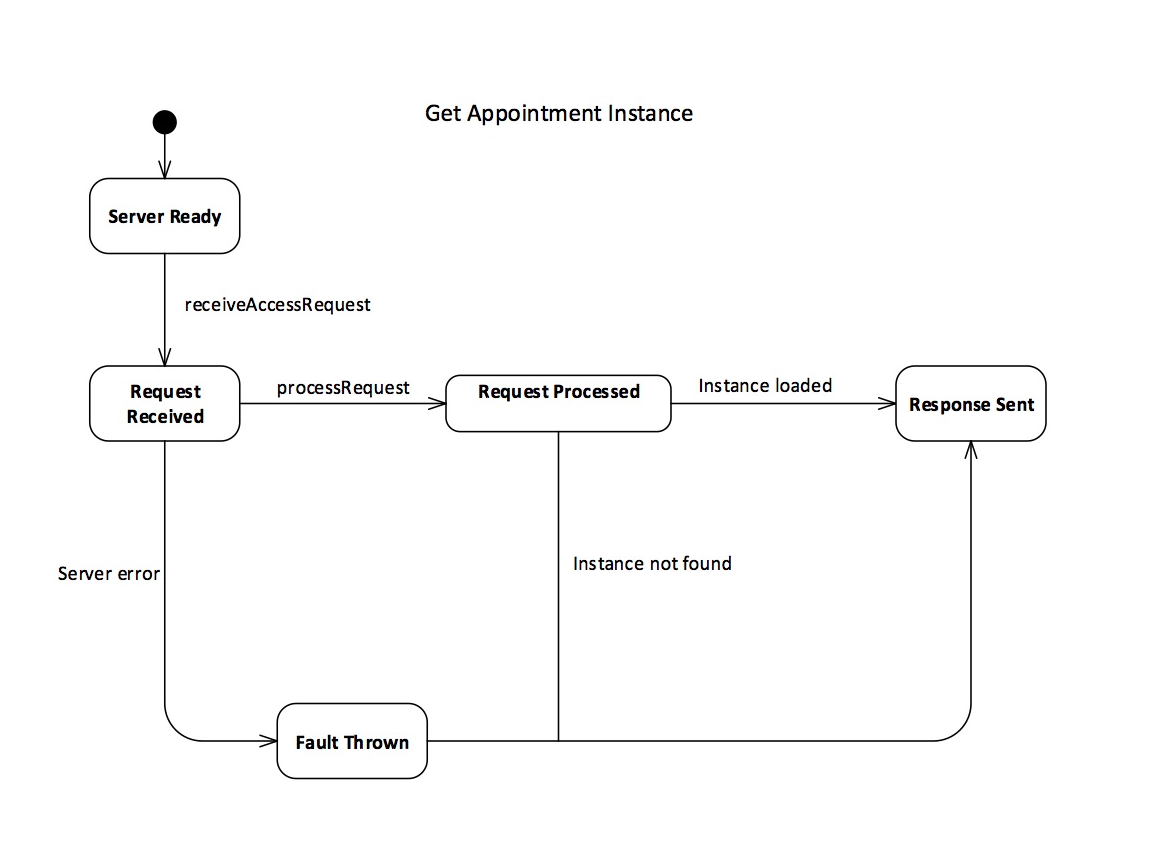 Get Appointment Instance
Server Ready
receiveAccessRequest
Request
Received
processRequest
Request Processed
Instance loaded
Response Sent
Server error
Instance not found
Fault Thrown